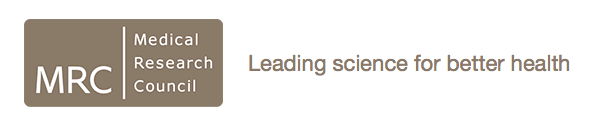 MRC
Medical
Research
Council
Leading science for better health